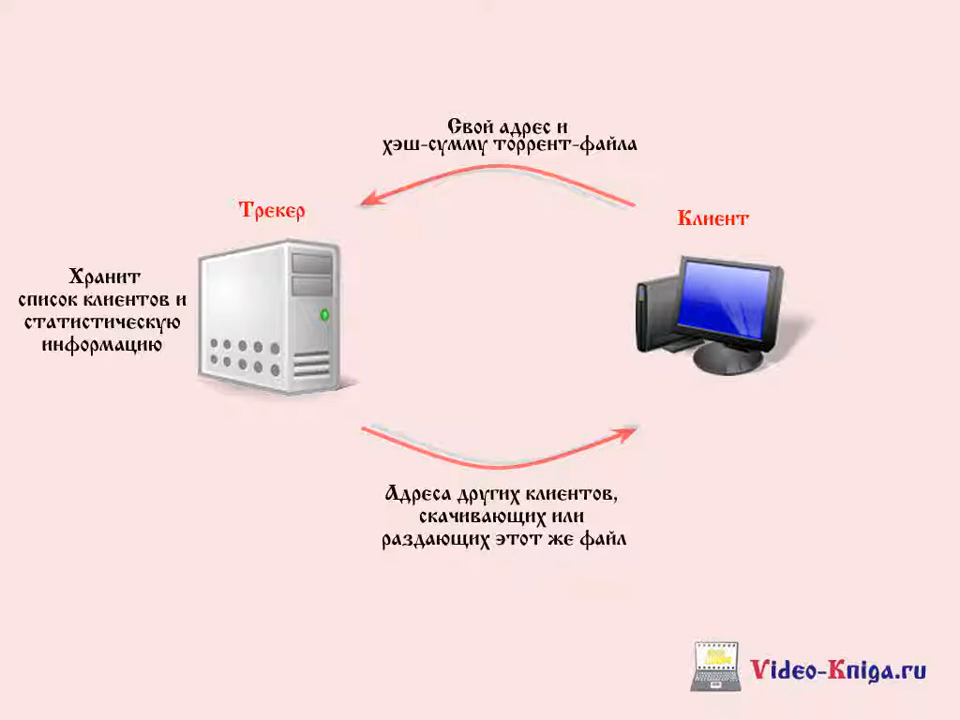 Свой адрес и
хэш-сумму торрент-файла
Трекер
Клиент
Хранит
список клиентов и
статистическую
информацию
Адреса других клиентов,
скачивающих или
раздающих этот же файл
Video-Kniga.ru